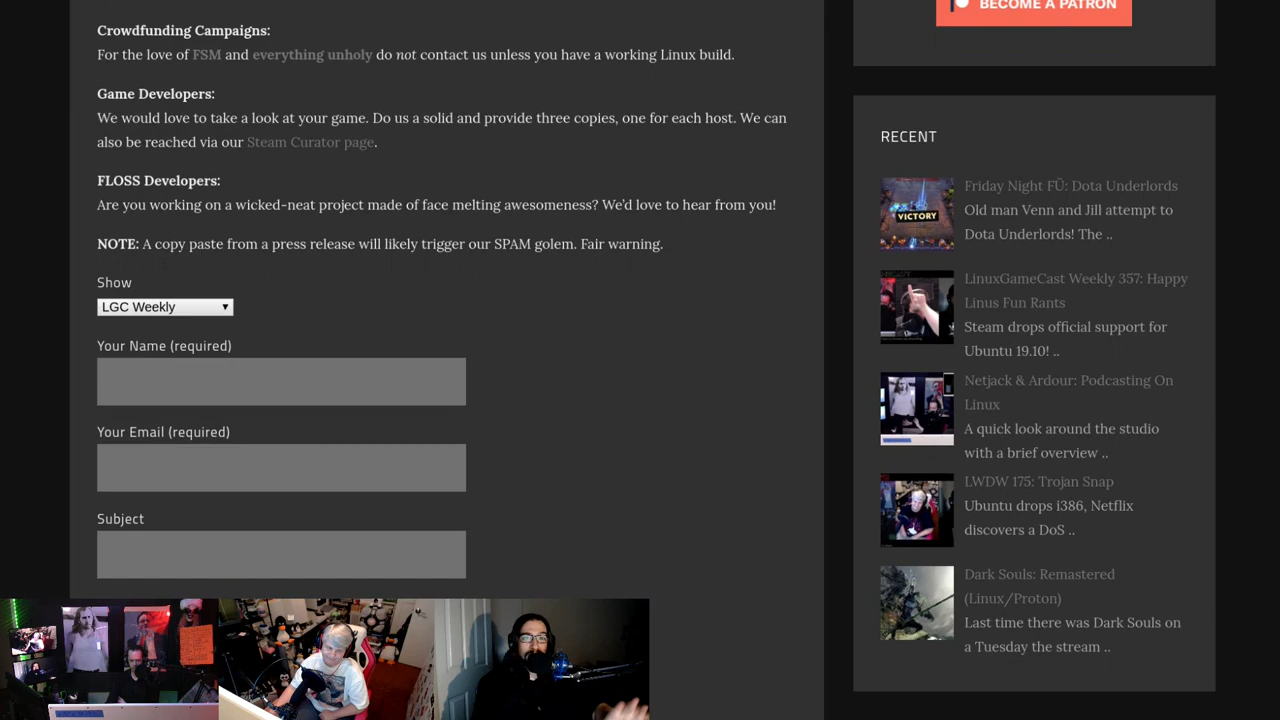 BECOME A PATRON
Crowdfunding Campaigns:
For the love of FSM and everything unholy do not contact us unless you have a working Linux build.
Game Developers:
We would love to take a look at your game. Do us a solid and provide three copies, one for each host. We can
also be reached via our Steam Curator page.
FLOSS Developers:
Are you working on a wicked-neat project made of face melting awesomeness? We'd love to hear from you!
NOTE: A copy paste from a press release will likely trigger our SPAM golem. Fair warning.
Show
LGC Weekly
Your Name (required)
Your Email (required)
Subject
RECENT
Friday Night FÜ: Dota Underlords
Old man Venn and Jill attempt to
Dota Underlords! The ..
VICTORY
LinuxGameCast Weekly 357: Happy
Linus Fun Rants
Steam drops official support for
Ubuntu 19.10! ..
Netjack & Ardour: Podcasting On
Linux
A quick look around the studio
with a brief overview ..
LWDW 175: Trojan Snap
Ubuntu drops i386, Netflix
discovers a DoS ..
Dark Souls: Remastered
(Linux/Proton)
Last time there was Dark Souls on
a Tuesday the stream ..